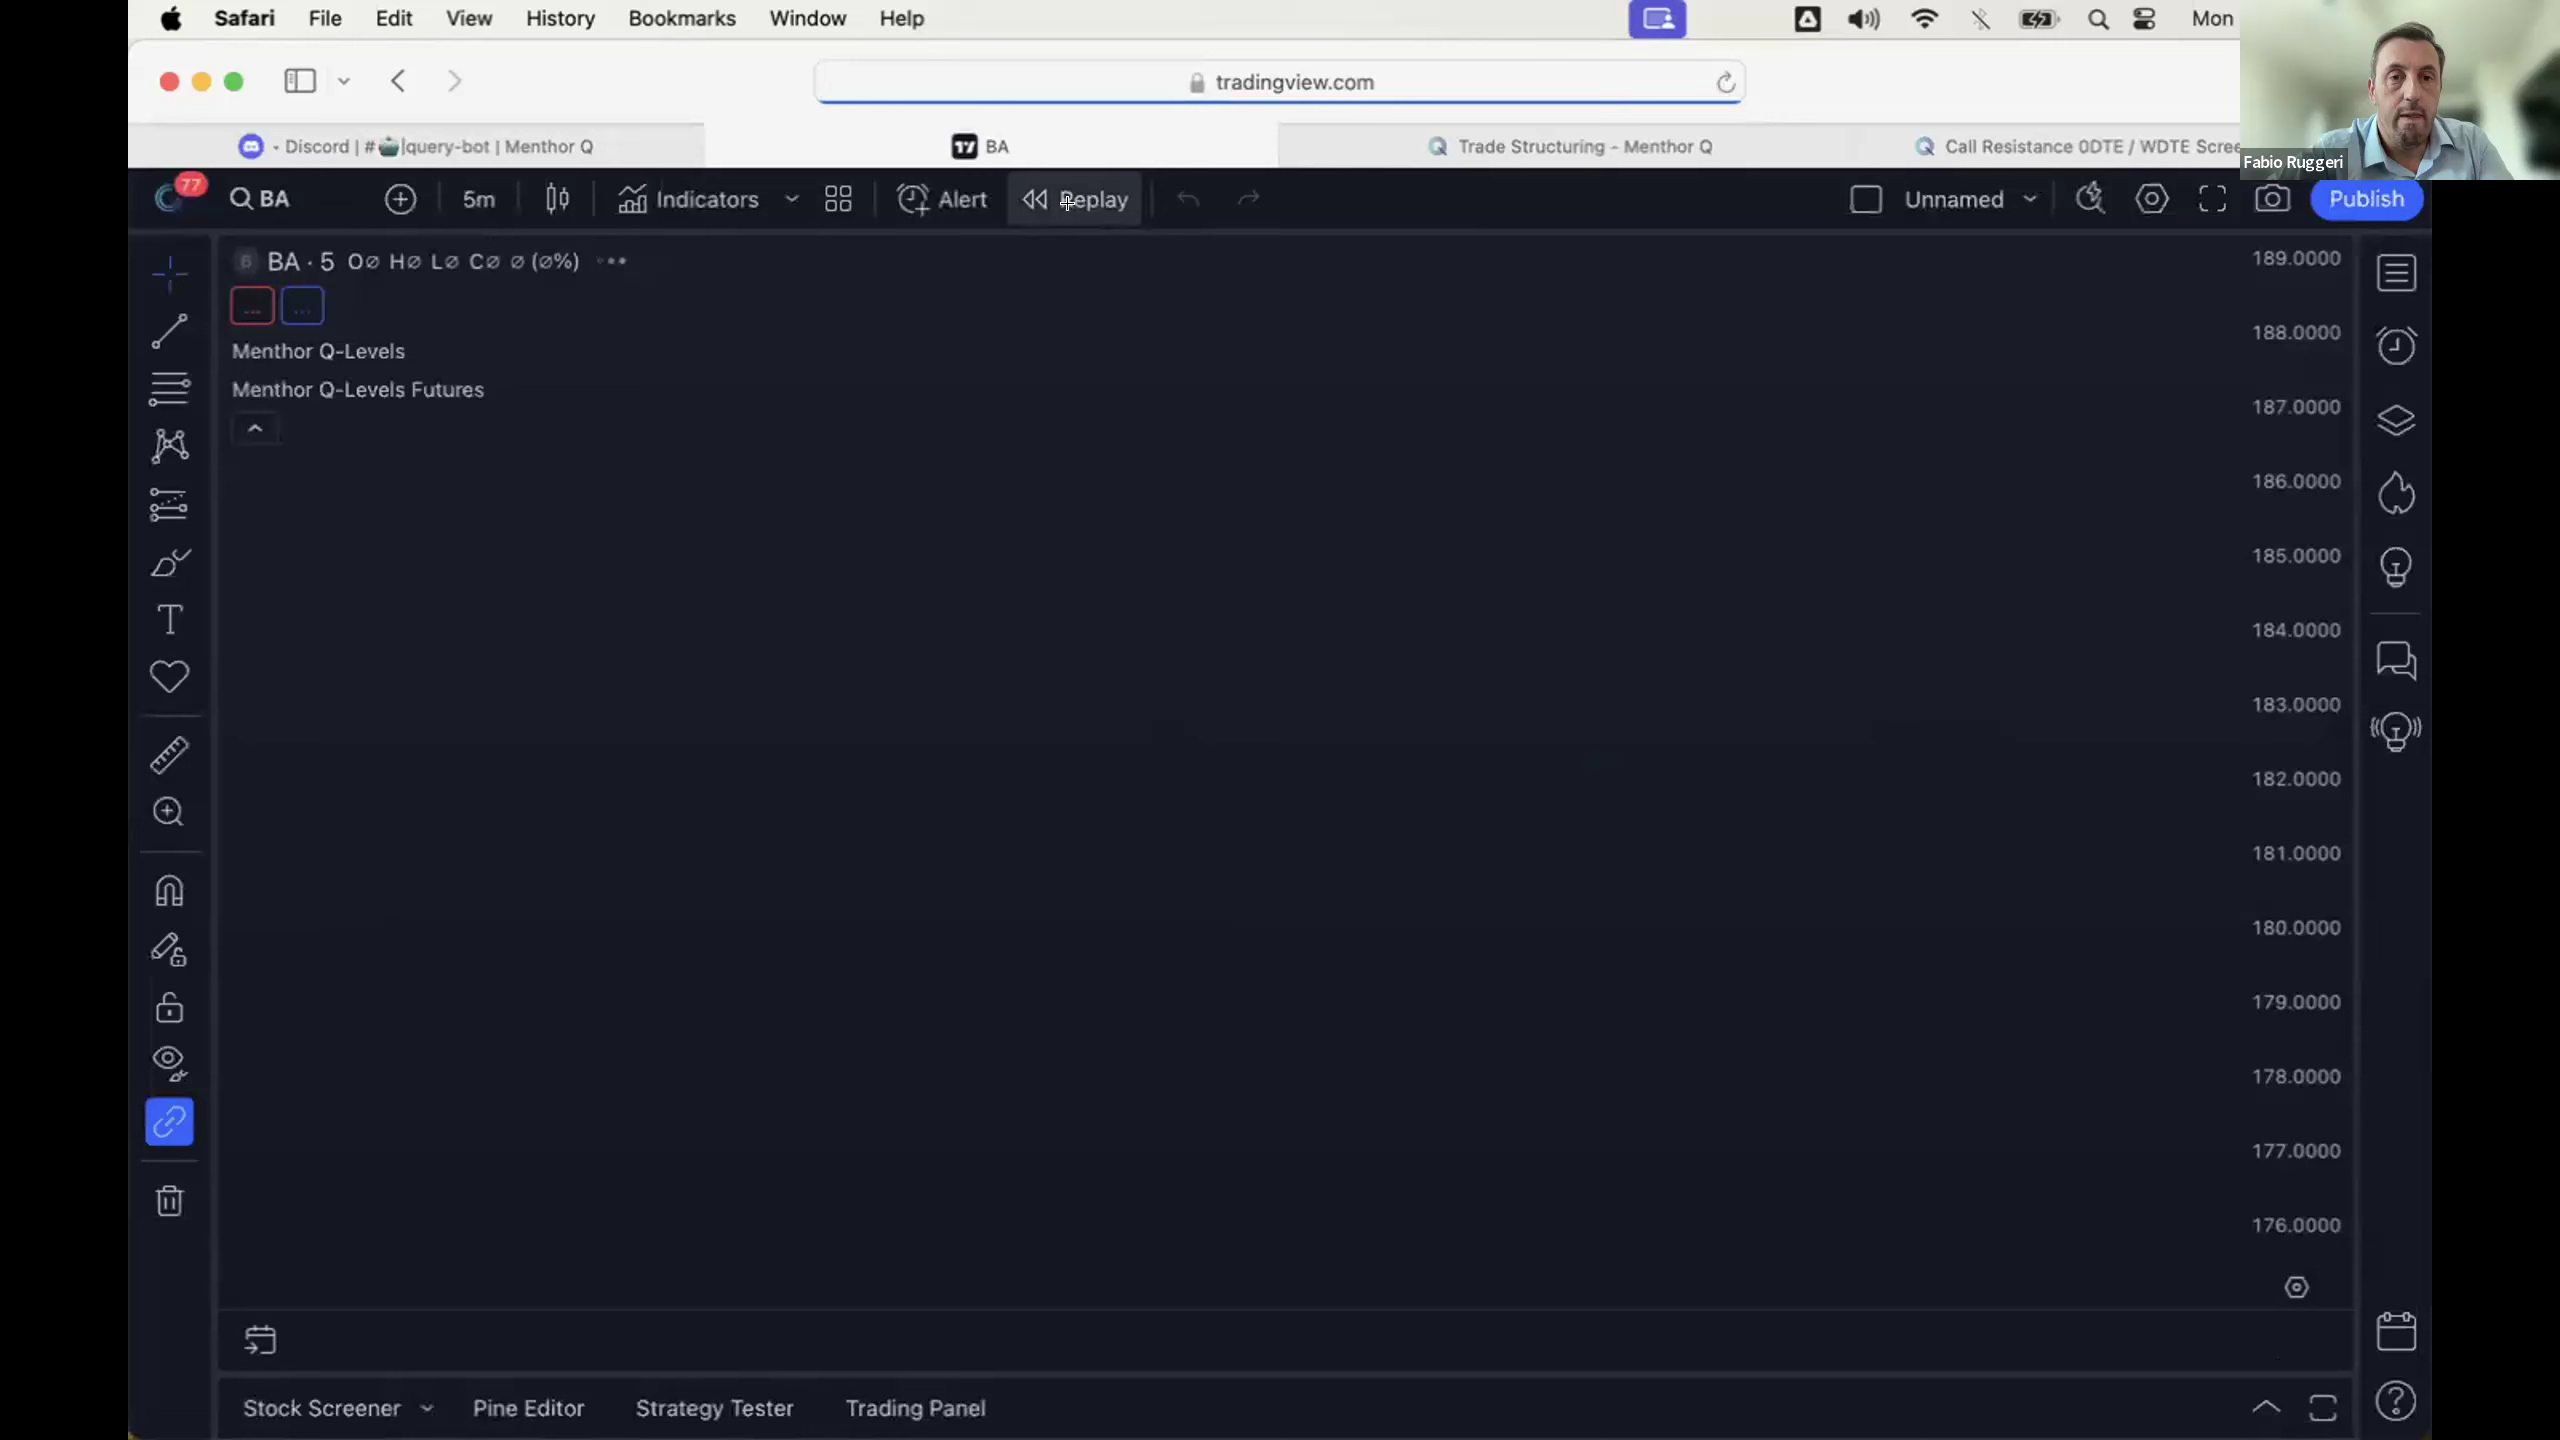 Safari File Edit View History Bookmarks Window Help Mon
tradingview.com
- Discord | #🤖|query-bot | Menthor Q
BA
Trade Structuring - Menthor Q
Call Resistance 0DTE / WDTE Scree
Fabio Ruggeri
77 BA 5m Indicators Alert Replay Unnamed Publish
BA · 5 O∅ H∅ L∅ C∅ ∅ (∅%) •••
... ...
Menthor Q-Levels
Menthor Q-Levels Futures
189.0000
188.0000
187.0000
186.0000
185.0000
184.0000
183.0000
182.0000
181.0000
180.0000
179.0000
178.0000
177.0000
176.0000
Stock Screener Pine Editor Strategy Tester Trading Panel